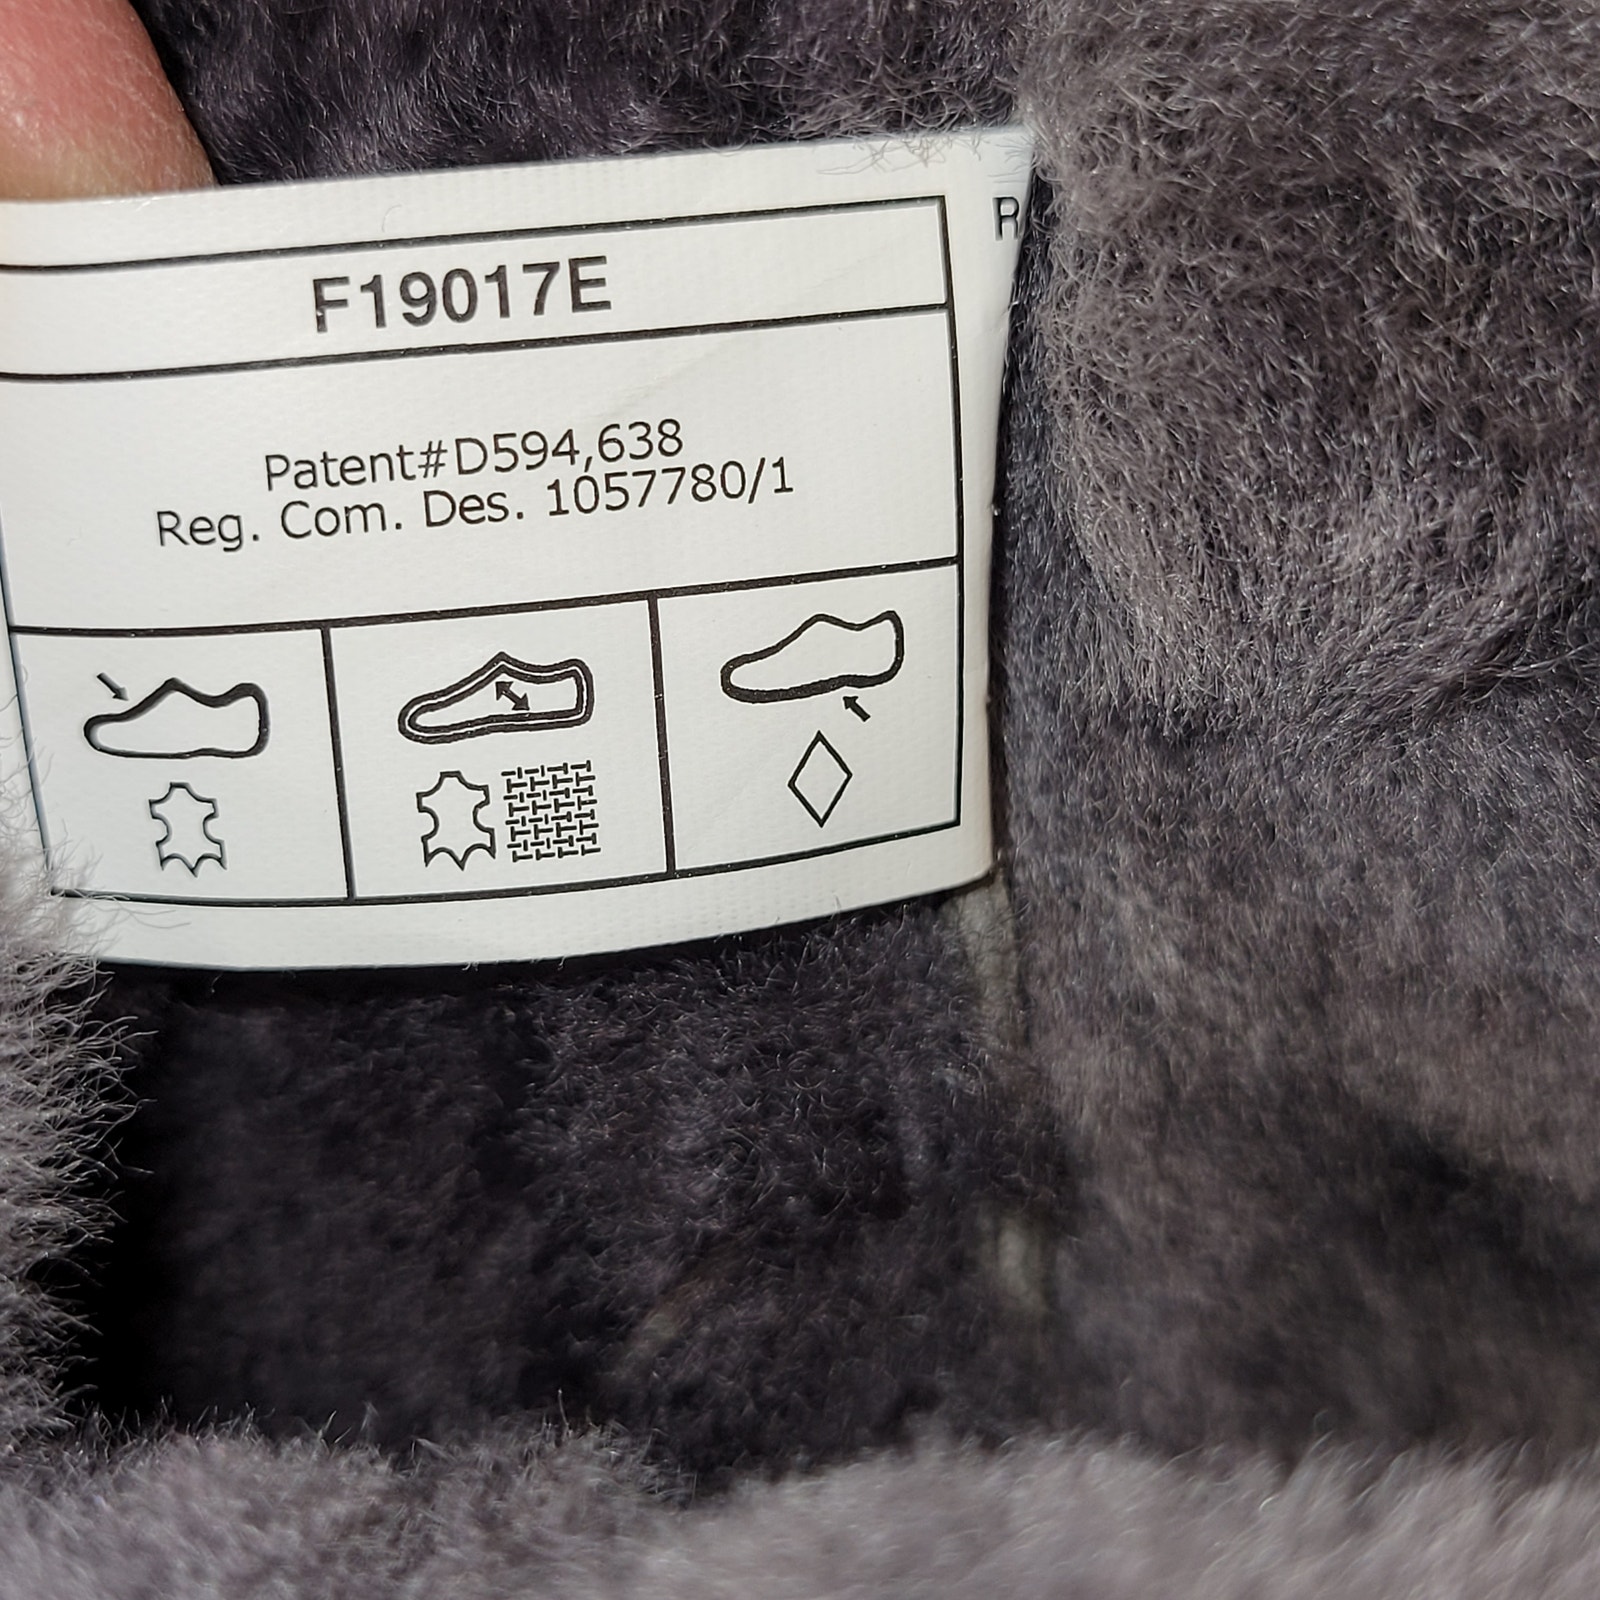 F19017E
Patent#D594,638
Reg. Com. Des. 1057780/1
R